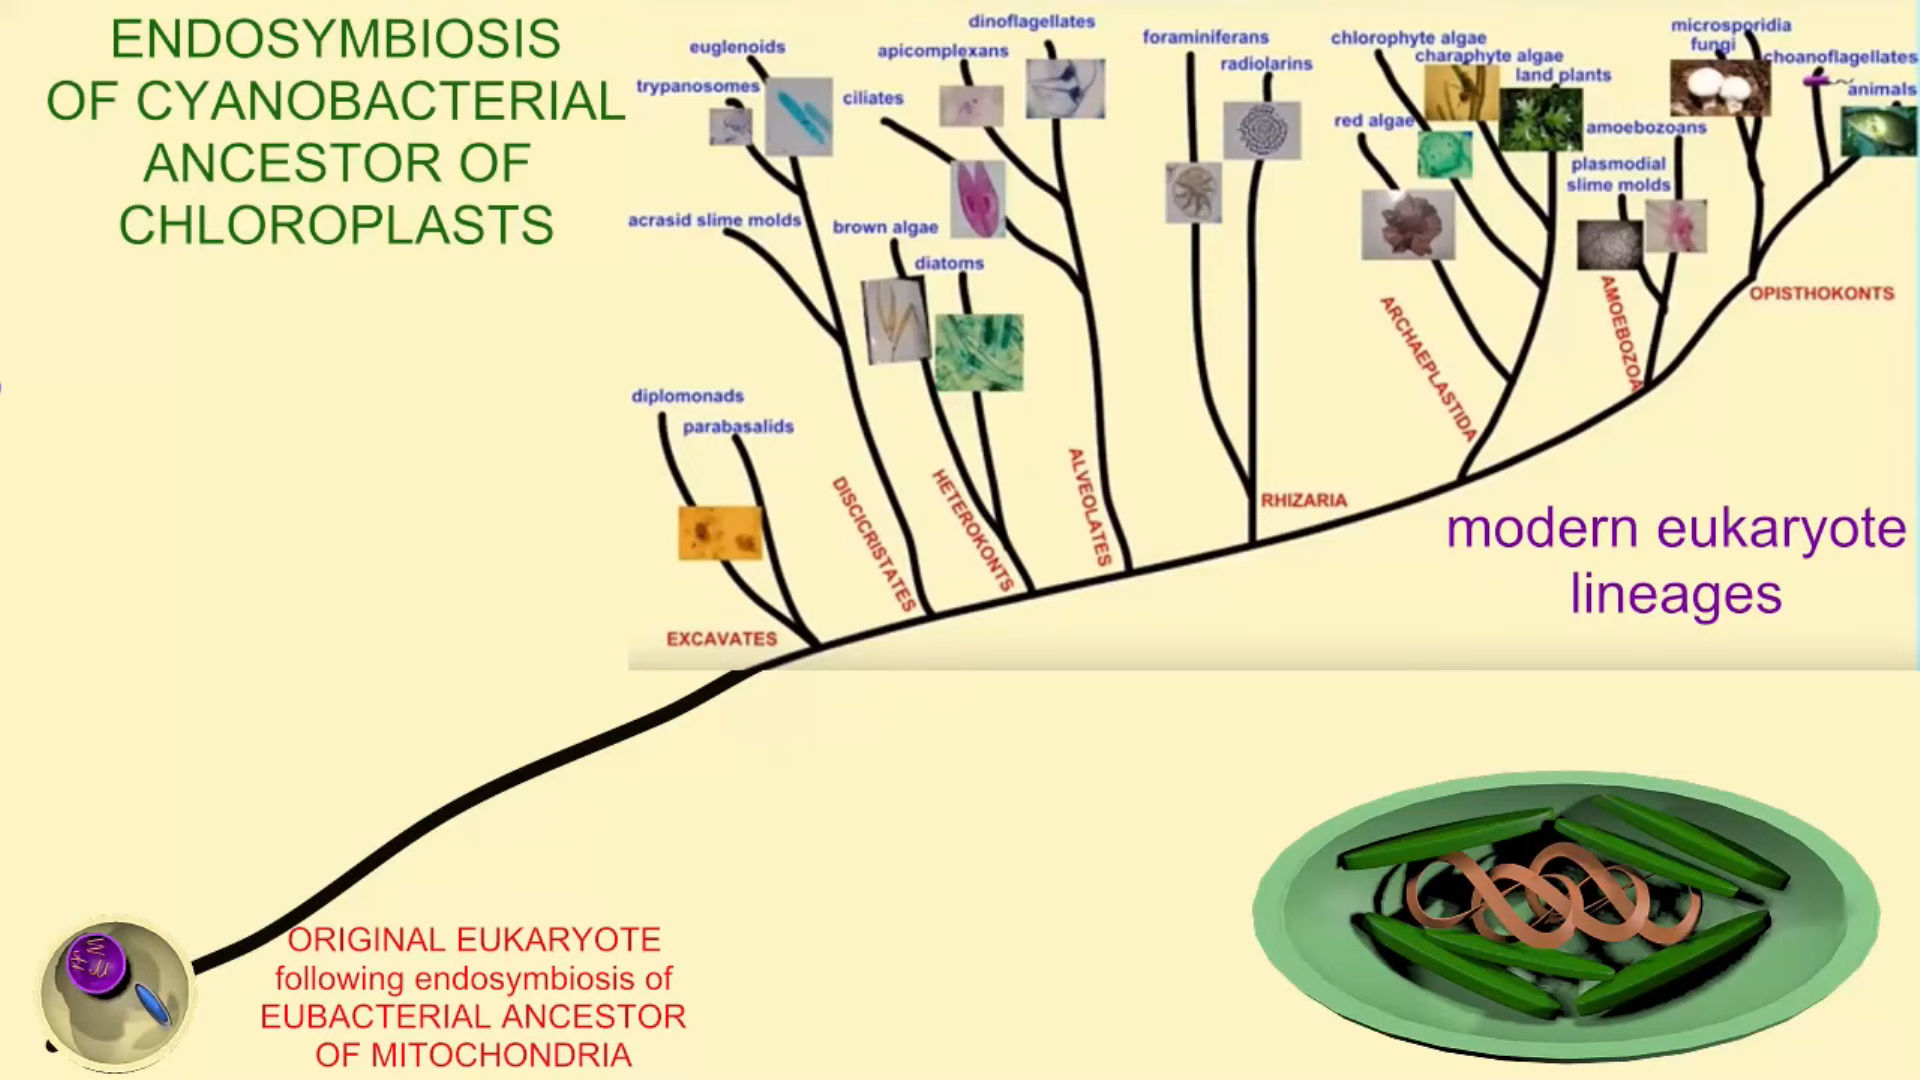 ENDOSYMBIOSIS
OF CYANOBACTERIAL
ANCESTOR OF
CHLOROPLASTS
euglenoids
trypanosomes
acrasid slime molds
diplomonads
parabasalids
EXCAVATES
DISCICRISTATES
brown algae
diatoms
HETEROKONTS
ciliates
apicomplexans
dinoflagellates
ALVEOLATES
foraminiferans
radiolarins
RHIZARIA
chlorophyte algae
charaphyte algae
land plants
red algae
ARCHAEPLASTIDA
amoebozoans
plasmodial
slime molds
AMOEBOZOA
microsporidia
fungi
choanoflagellates
animals
OPISTHOKONTS
modern eukaryote
lineages
ORIGINAL EUKARYOTE
following endosymbiosis of
EUBACTERIAL ANCESTOR
OF MITOCHONDRIA